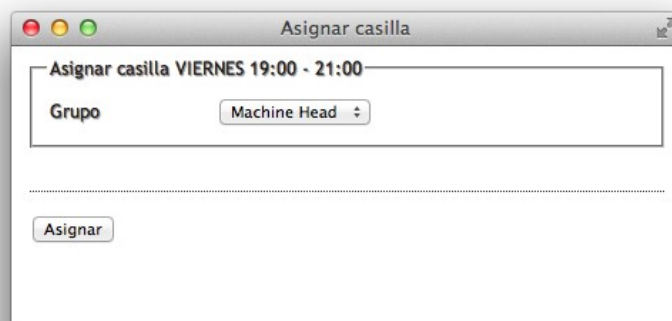 Asignar casilla
Asignar casilla VIERNES 19:00 - 21:00
Grupo Machine Head
Asignar